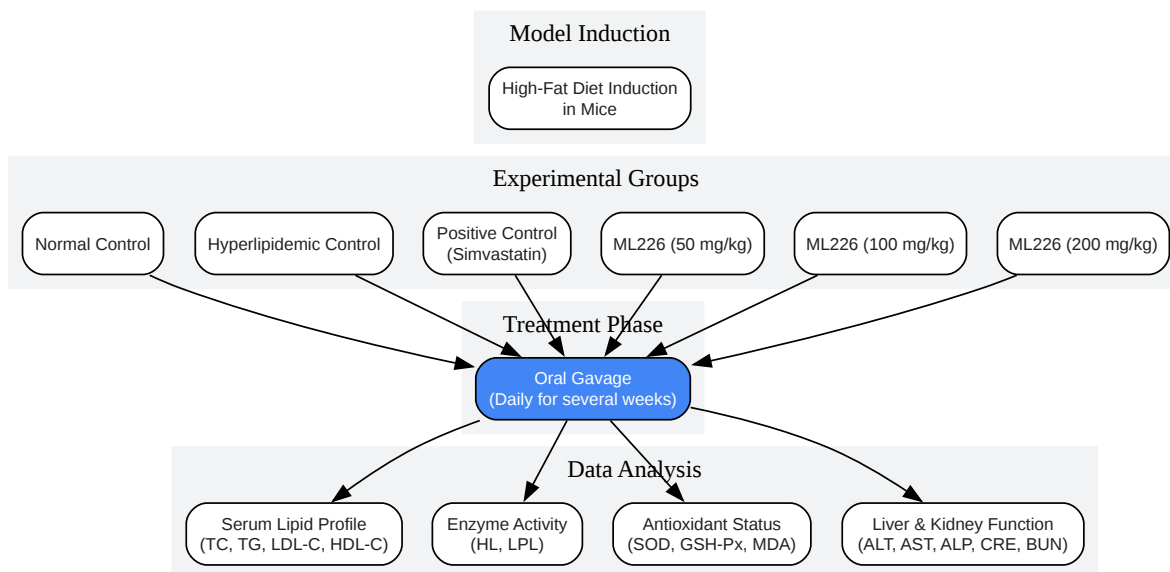 Model Induction
High-Fat Diet Induction
in Mice
Experimental Groups
Normal Control
Hyperlipidemic Control
Positive Control
(Simvastatin)
ML226 (50 mg/kg)
ML226 (100 mg/kg)
ML226 (200 mg/kg)
Treatment Phase
Oral Gavage
(Daily for several weeks)
Data Analysis
Serum Lipid Profile
(TC, TG, LDL-C, HDL-C)
Enzyme Activity
(HL, LPL)
Antioxidant Status
(SOD, GSH-Px, MDA)
Liver & Kidney Function
(ALT, AST, ALP, CRE, BUN)